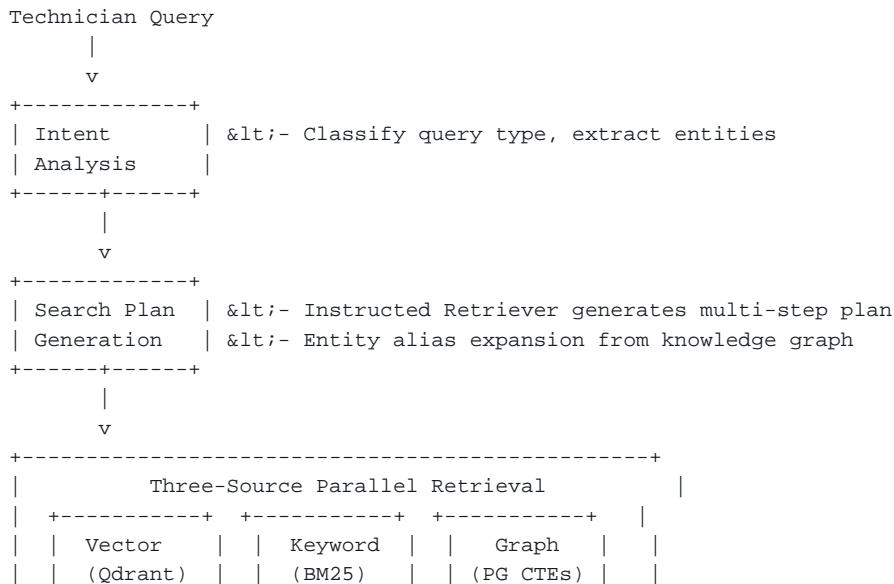 Technician Query
      |
      v
+-------------+
| Intent      | &lt;- Classify query type, extract entities
| Analysis    |
+------+------+
       |
       v
+-------------+
| Search Plan | &lt;- Instructed Retriever generates multi-step plan
| Generation  | &lt;- Entity alias expansion from knowledge graph
+------+------+
       |
       v
+-------------------------------------------------+
|          Three-Source Parallel Retrieval          |
|  +-----------+  +-----------+  +-----------+   |
|  |  Vector   |  |  Keyword  |  |   Graph   |   |
|  |  (Qdrant) |  |  (BM25)   |  | (PG CTEs) |   |